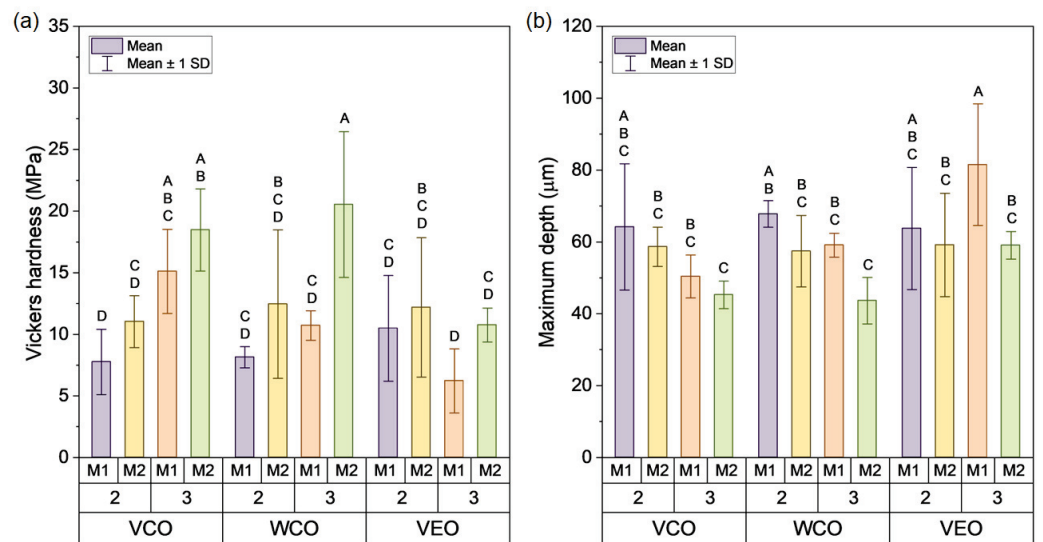 (a)
35
30
25
20
15
10
5
0
Vickers hardness (MPa)
Mean
Mean ± 1 SD
D
C
D
A
B
C
A
B
C
D
B
C
D
C
D
A
C
D
B
C
D
D
C
D
M1 M2 M1 M2 M1 M2 M1 M2 M1 M2 M1 M2
2 3 2 3 2 3
VCO WCO VEO
(b)
120
100
80
60
40
20
0
Maximum depth (μm)
Mean
Mean ± 1 SD
A
B
C
B
C
B
C
C
A
B
B
C
B
C
C
A
B
C
B
C
A
B
C
M1 M2 M1 M2 M1 M2 M1 M2 M1 M2 M1 M2
2 3 2 3 2 3
VCO WCO VEO